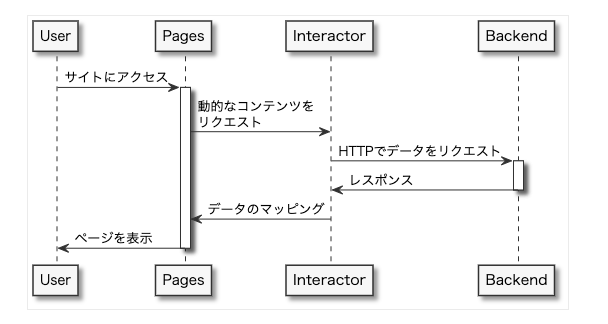 User
Pages
Interactor
Backend
サイトにアクセス
動的なコンテンツを
リクエスト
HTTPでデータをリクエスト
レスポンス
データのマッピング
ページを表示
User
Pages
Interactor
Backend